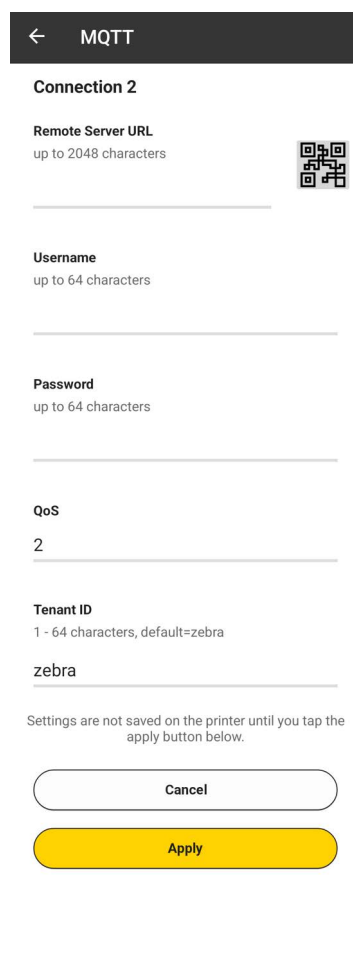 MQTT
Connection 2
Remote Server URL
up to 2048 characters
Username
up to 64 characters
Password
up to 64 characters
QoS
2
Tenant ID
1 - 64 characters, default=zebra
zebra
Settings are not saved on the printer until you tap the
apply button below.
Cancel
Apply